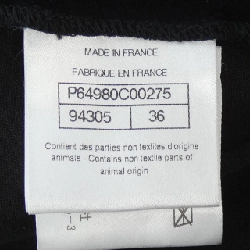 MADE IN FRANCE
FABRIQUE EN FRANCE
P64980C00275
94305 36
Contient des parties non textiles d'origine
animale - Contains non textile parts of
animal origin